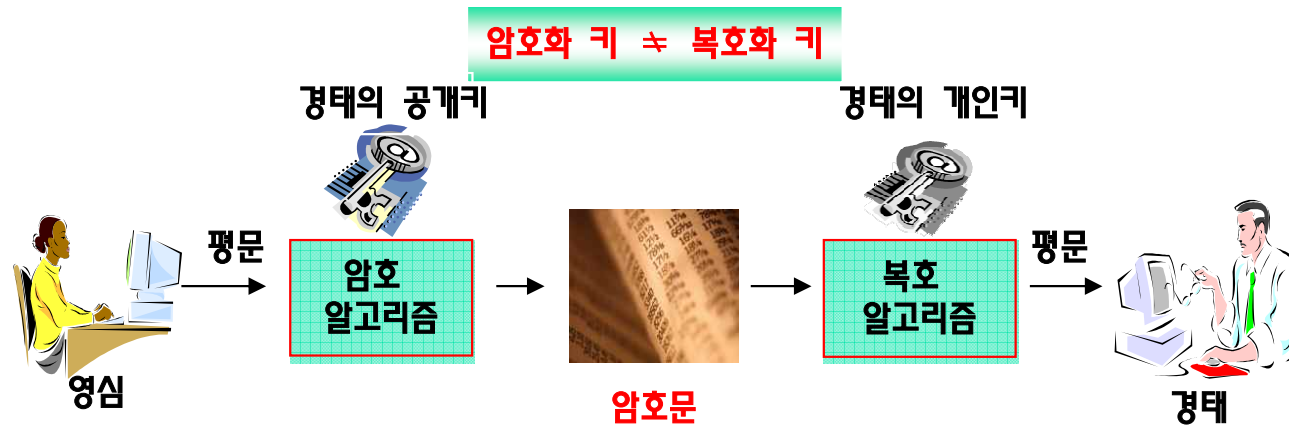 암호화 키 ≠ 복호화 키
경태의 공개키
경태의 개인키
평문
암호
알고리즘
복호
알고리즘
평문
영심
암호문
경태